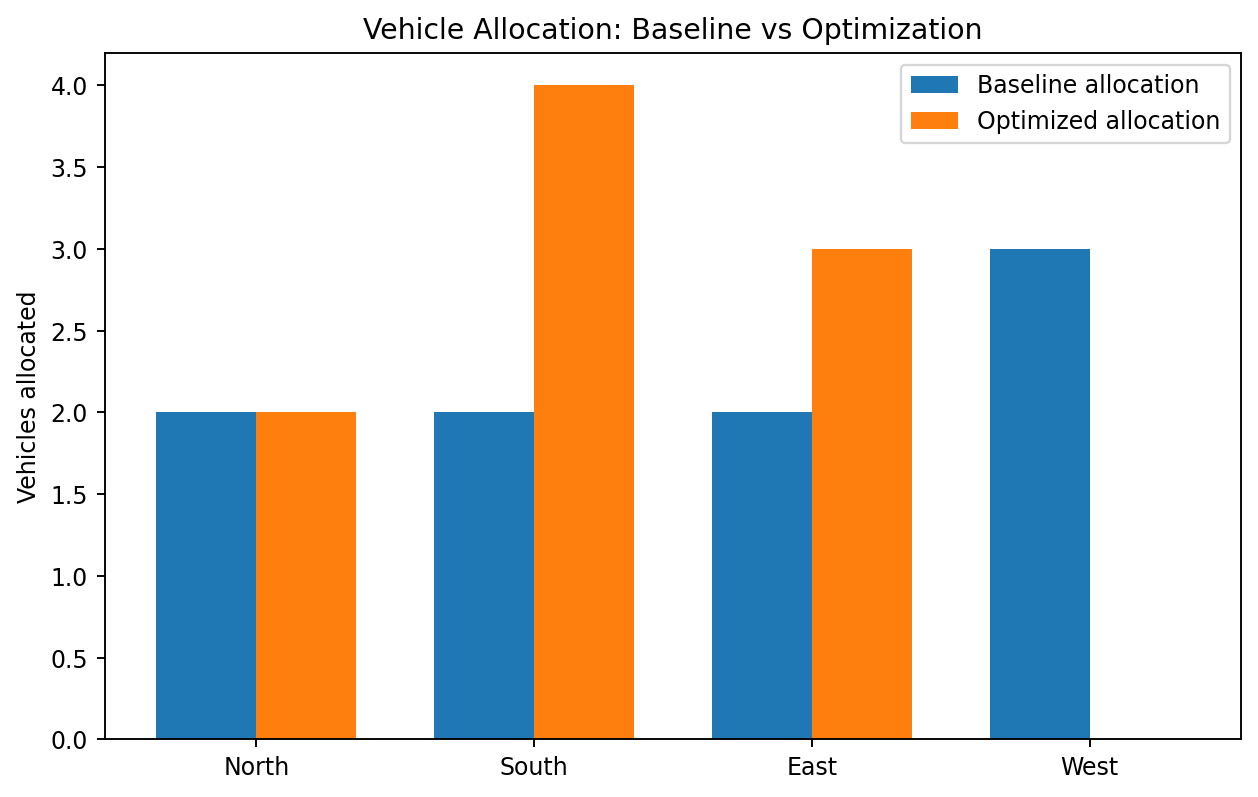 Vehicle Allocation: Baseline vs Optimization
Baseline allocation
Optimized allocation
Vehicles allocated
4.0
3.5
3.0
2.5
2.0
1.5
1.0
0.5
0.0
North South East West